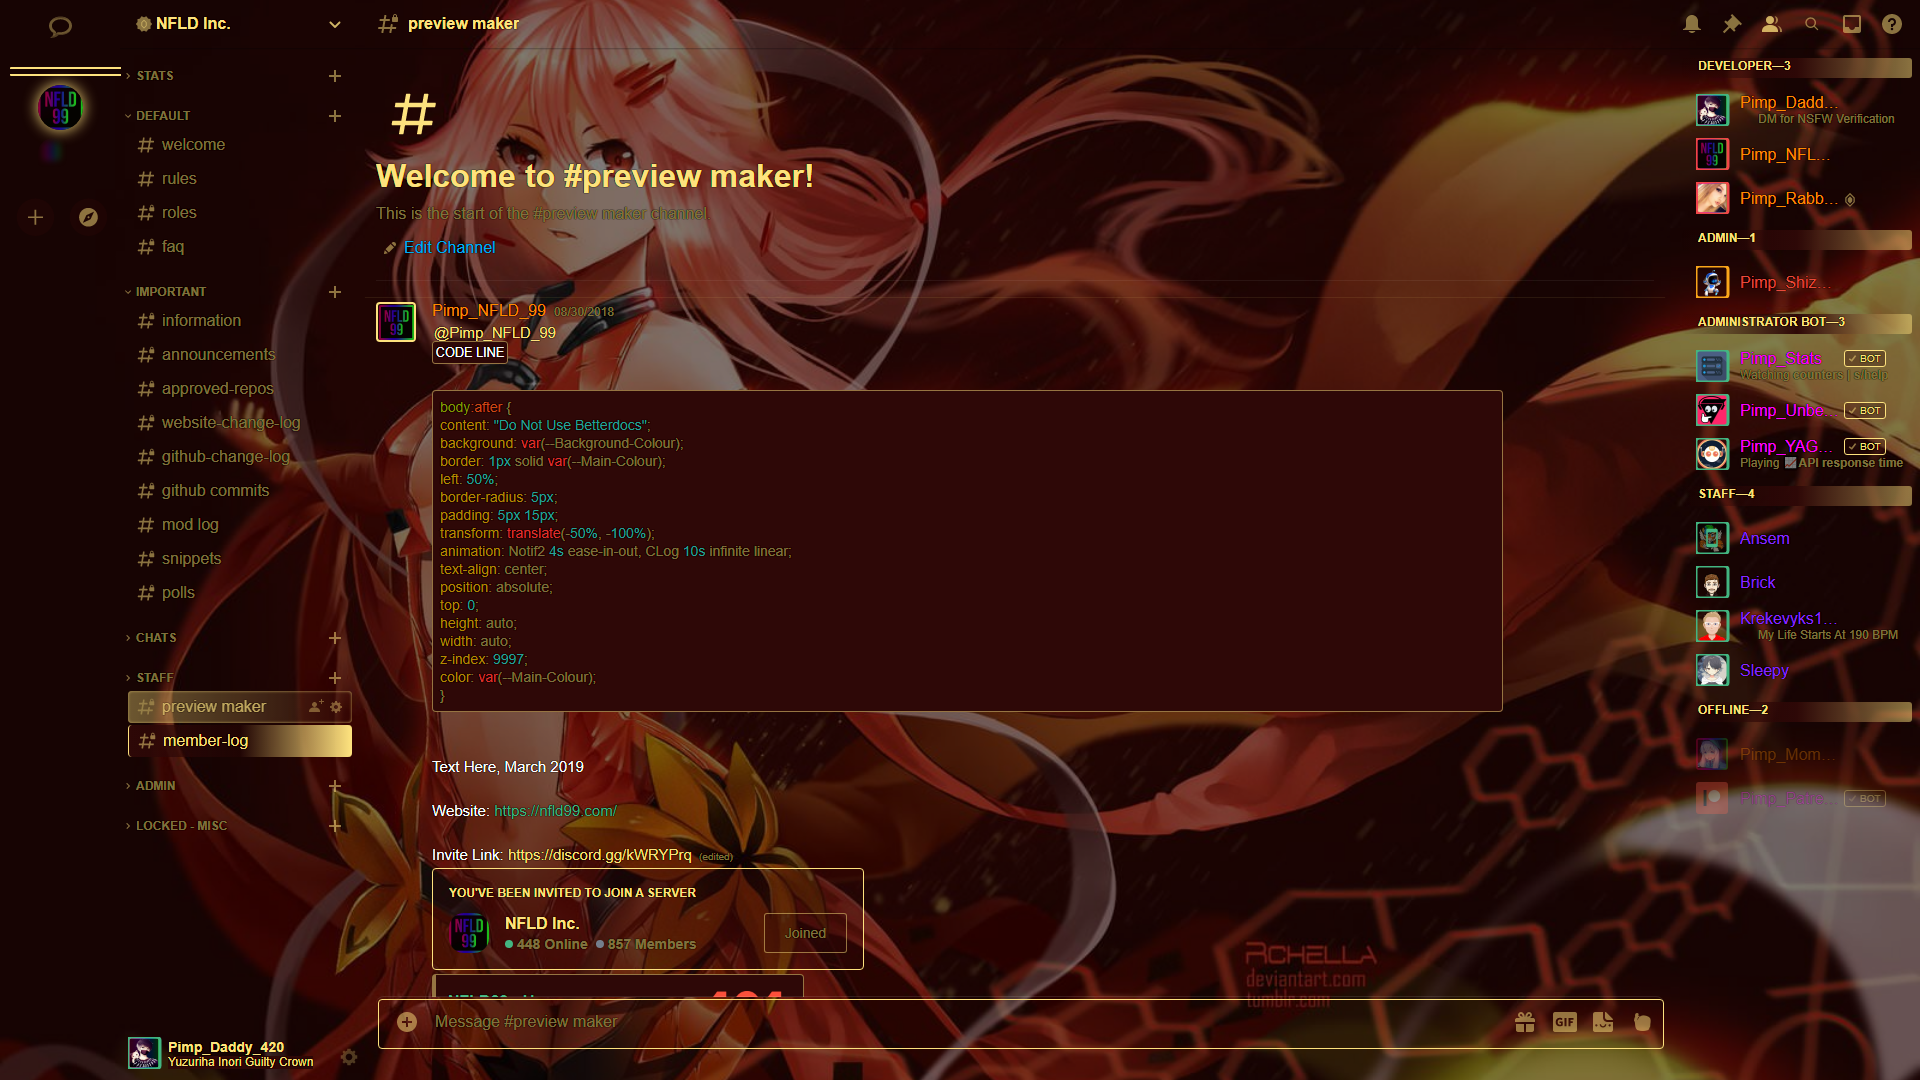 NFLD Inc.
preview maker
NFLD
99
STATS
DEFAULT
welcome
rules
roles
faq
IMPORTANT
information
announcements
approved-repos
website-change-log
github-change-log
github commits
mod log
snippets
polls
CHATS
STAFF
preview maker
member-log
ADMIN
LOCKED - MISC
Pimp_Daddy_420
Yuzuriha Inori Guilty Crown
Welcome to #preview maker!
This is the start of the #preview maker channel.
Edit Channel
NFLD
99
Pimp_NFLD_99 08/30/2018
@Pimp_NFLD_99
CODE LINE
body:after {
content: "Do Not Use Betterdocs";
background: var(--Background-Colour);
border: 1px solid var(--Main-Colour);
left: 50%;
border-radius: 5px;
padding: 5px 15px;
transform: translate(-50%, -100%);
animation: Notif2 4s ease-in-out, CLog 10s infinite linear;
text-align: center;
position: absolute;
top: 0;
height: auto;
width: auto;
z-index: 9997;
color: var(--Main-Colour);
}
Text Here, March 2019
Website: https://nfld99.com/
Invite Link: https://discord.gg/kWRYPrq (edited)
YOU'VE BEEN INVITED TO JOIN A SERVER
NFLD
99
NFLD Inc.
448 Online 857 Members
Joined
Message #preview maker
GIF
RCHELLA
deviantart.com
tumblr.com
DEVELOPER—3
Pimp_Dadd...
DM for NSFW Verification
NFLD
99
Pimp_NFL...
Pimp_Rabb...
ADMIN—1
Pimp_Shiz...
ADMINISTRATOR BOT—3
Pimp_Stats
BOT
Watching counters | s!help
Pimp_Unbe...
BOT
Pimp_YAG...
BOT
Playing API response time
STAFF—4
Ansem
Brick
Krekevyks1...
My Life Starts At 190 BPM
Sleepy
OFFLINE—2
Pimp_Mom...
BOT